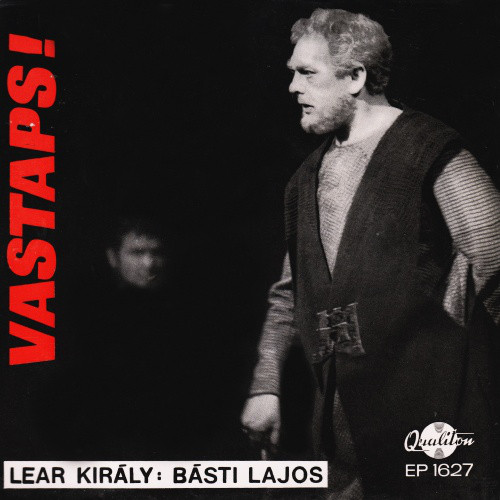 VASTAPS!
Qualiton
EP 1627
LEAR KIRÁLY: BÁSTI LAJOS